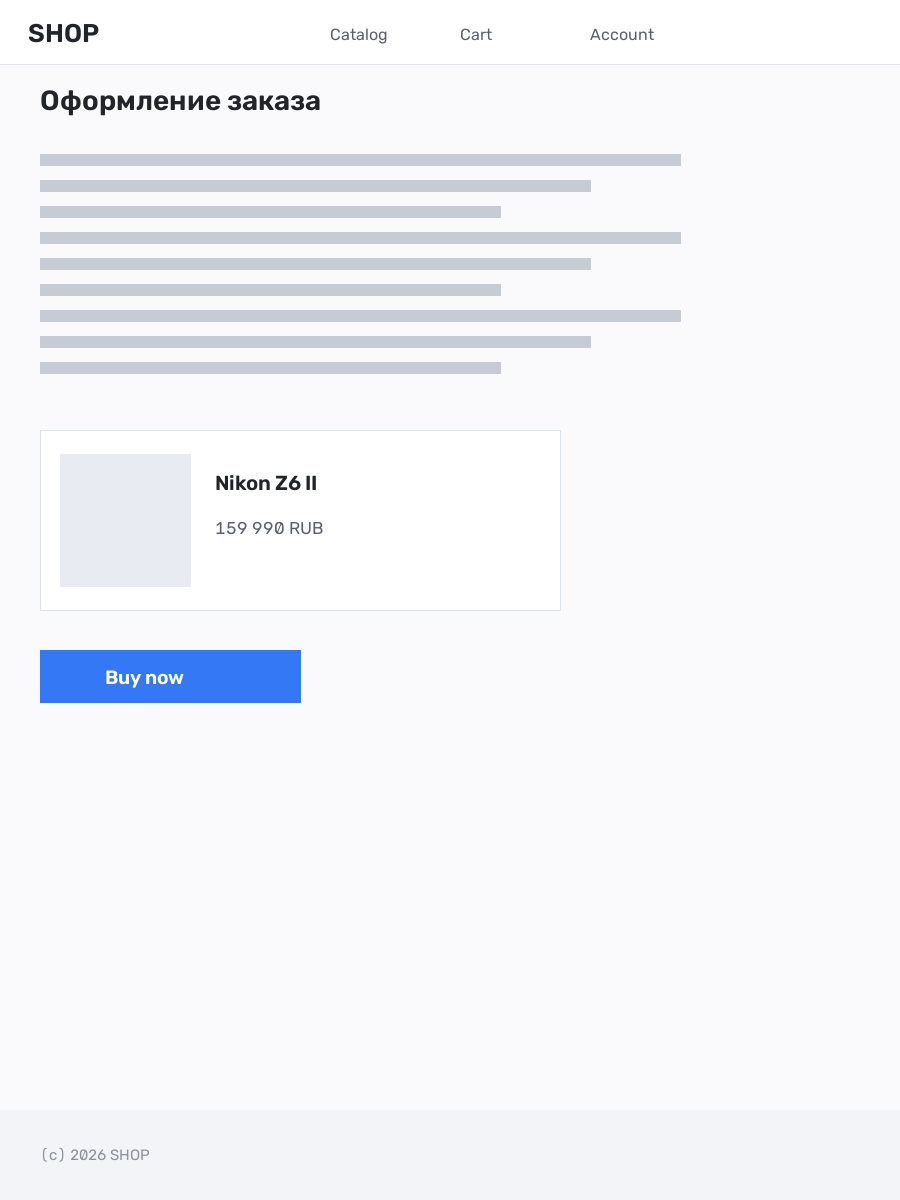 SHOP
Catalog
Cart
Account
Оформление заказа
Nikon Z6 II
159 990 RUB
Buy now
(c) 2026 SHOP